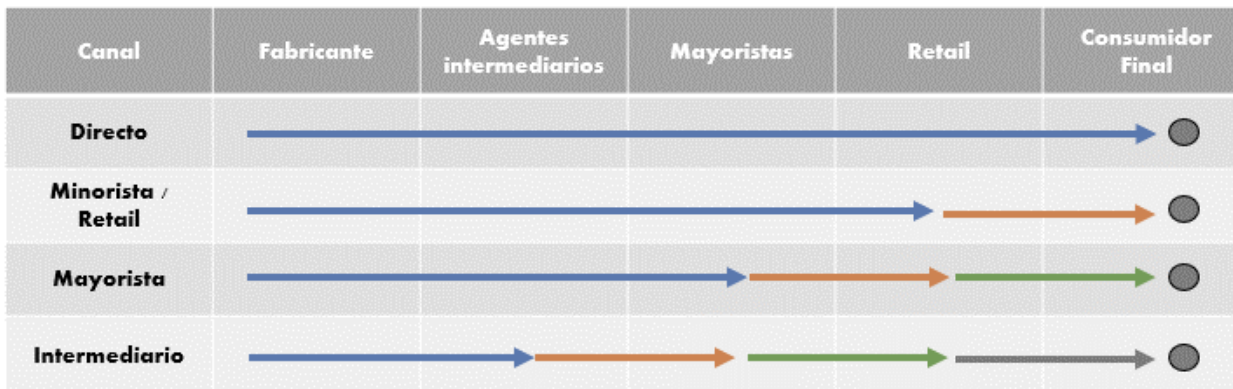 Canal
Fabricante
Agentes
intermediarios
Mayoristas
Retail
Consumidor
Final
Directo
Minorista /
Retail
Mayorista
Intermediario